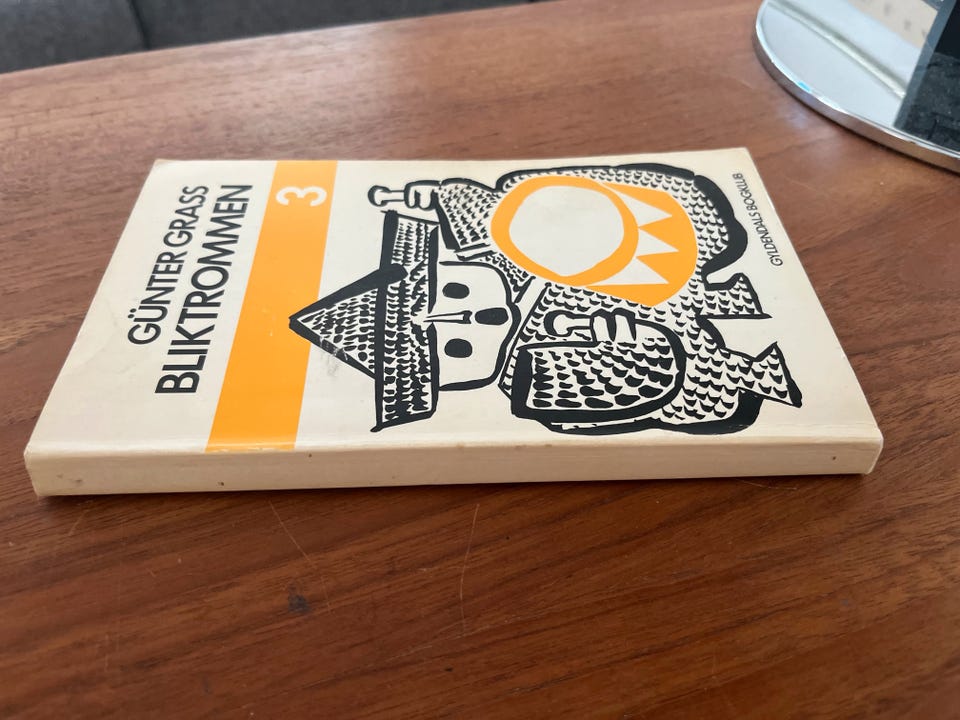 GÜNTER GRASS
BLIKTROMMEN
3
GYLDENDALS BOGKLUB